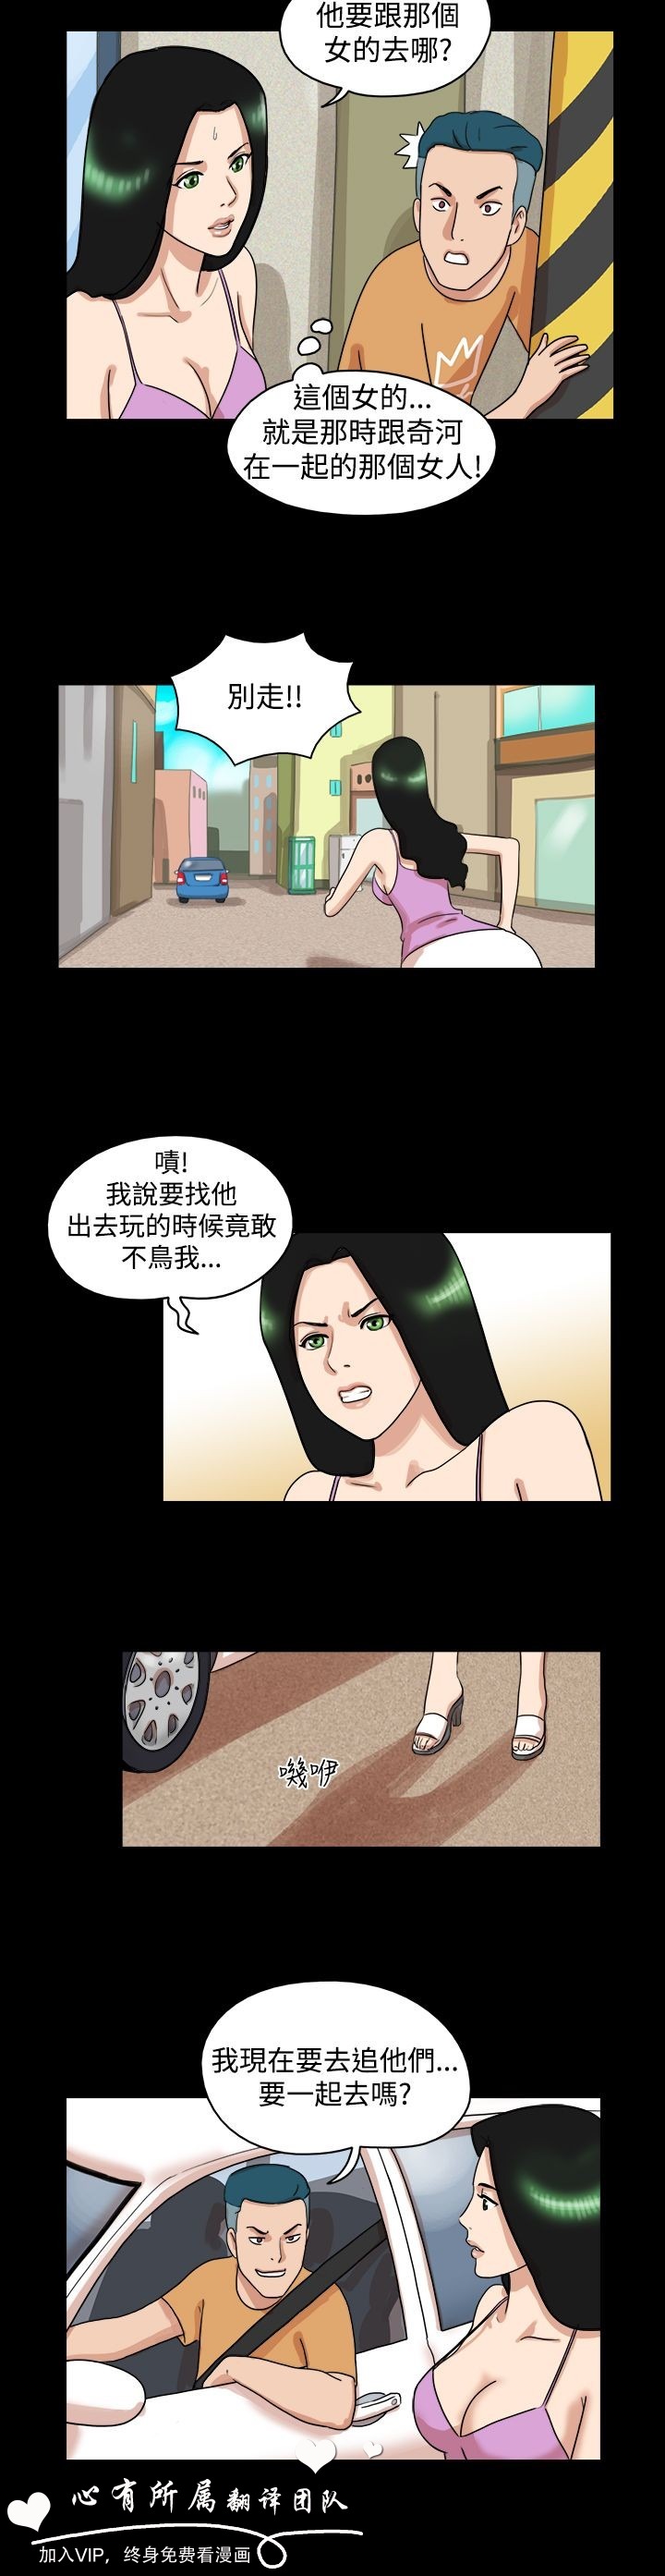 他要跟那個
女的去哪?
這個女的...
就是那時跟奇河
在一起的那個女人!
別走!!
嘖!
我說要找他
出去玩的時候竟敢
不鳥我...
嘰咿
我現在要去追他們...
要一起去嗎?
心有所属翻译团队
加入VIP，终身免费看漫画